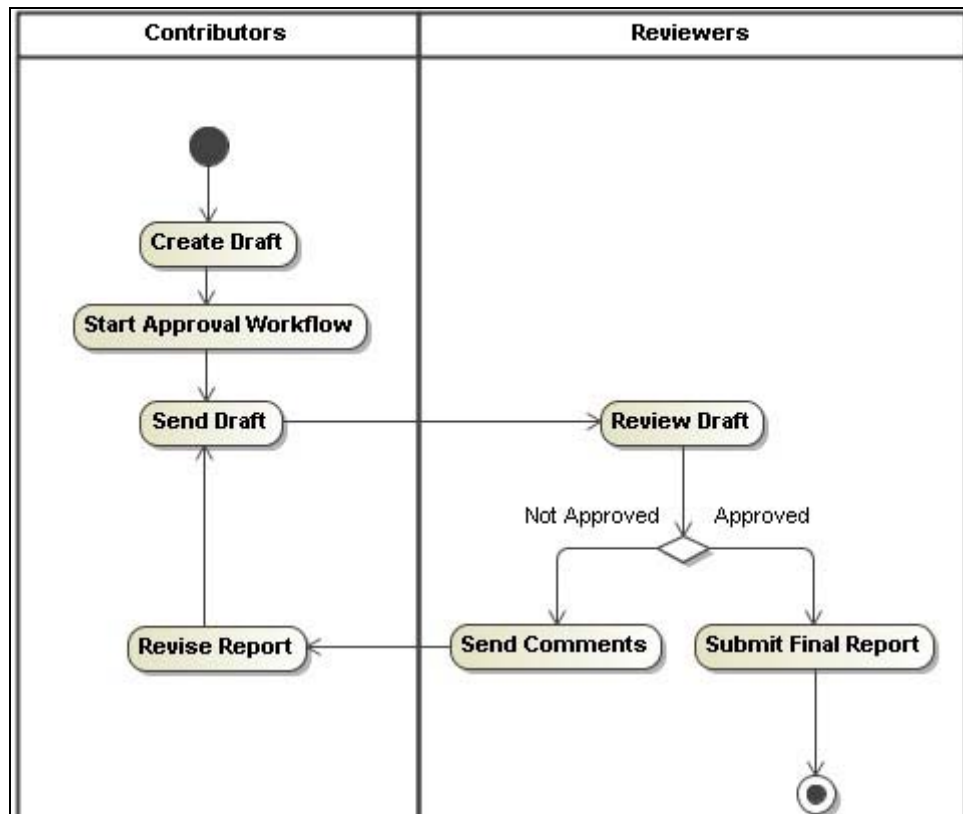 Contributors
Reviewers
Create Draft
Start Approval Workflow
Send Draft
Review Draft
Not Approved
Approved
Revise Report
Send Comments
Submit Final Report